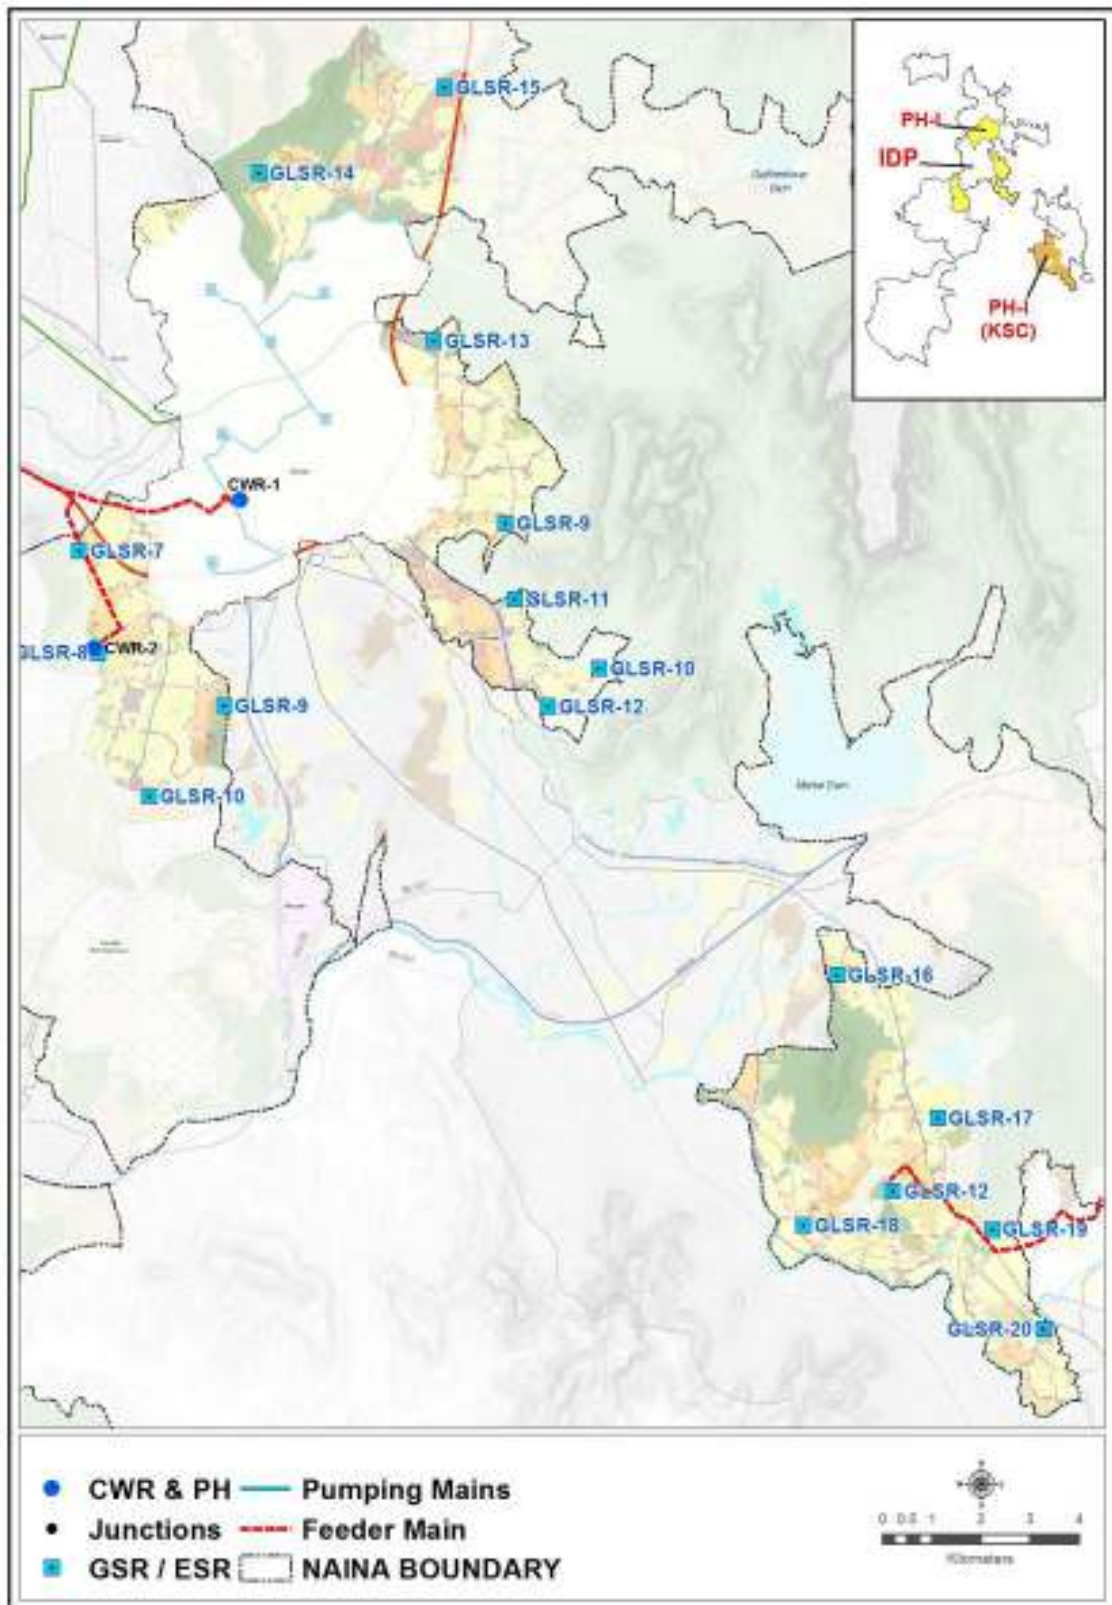 GLSR-15
PH-I
IDP
GLSR-14
PH-I
(KSC)
GLSR-13
CWR-1
GLSR-9
GLSR-7
SLSR-11
GLSR-8
CWR-2
GLSR-10
GLSR-9
GLSR-12
GLSR-10
GLSR-16
GLSR-17
GLSR-12
GLSR-18
GLSR-19
GLSR-20
CWR & PH
Pumping Mains
Junctions
Feeder Main
GSR / ESR
NAINA BOUNDARY
0 0.5 1 2 3 4
Kilometers